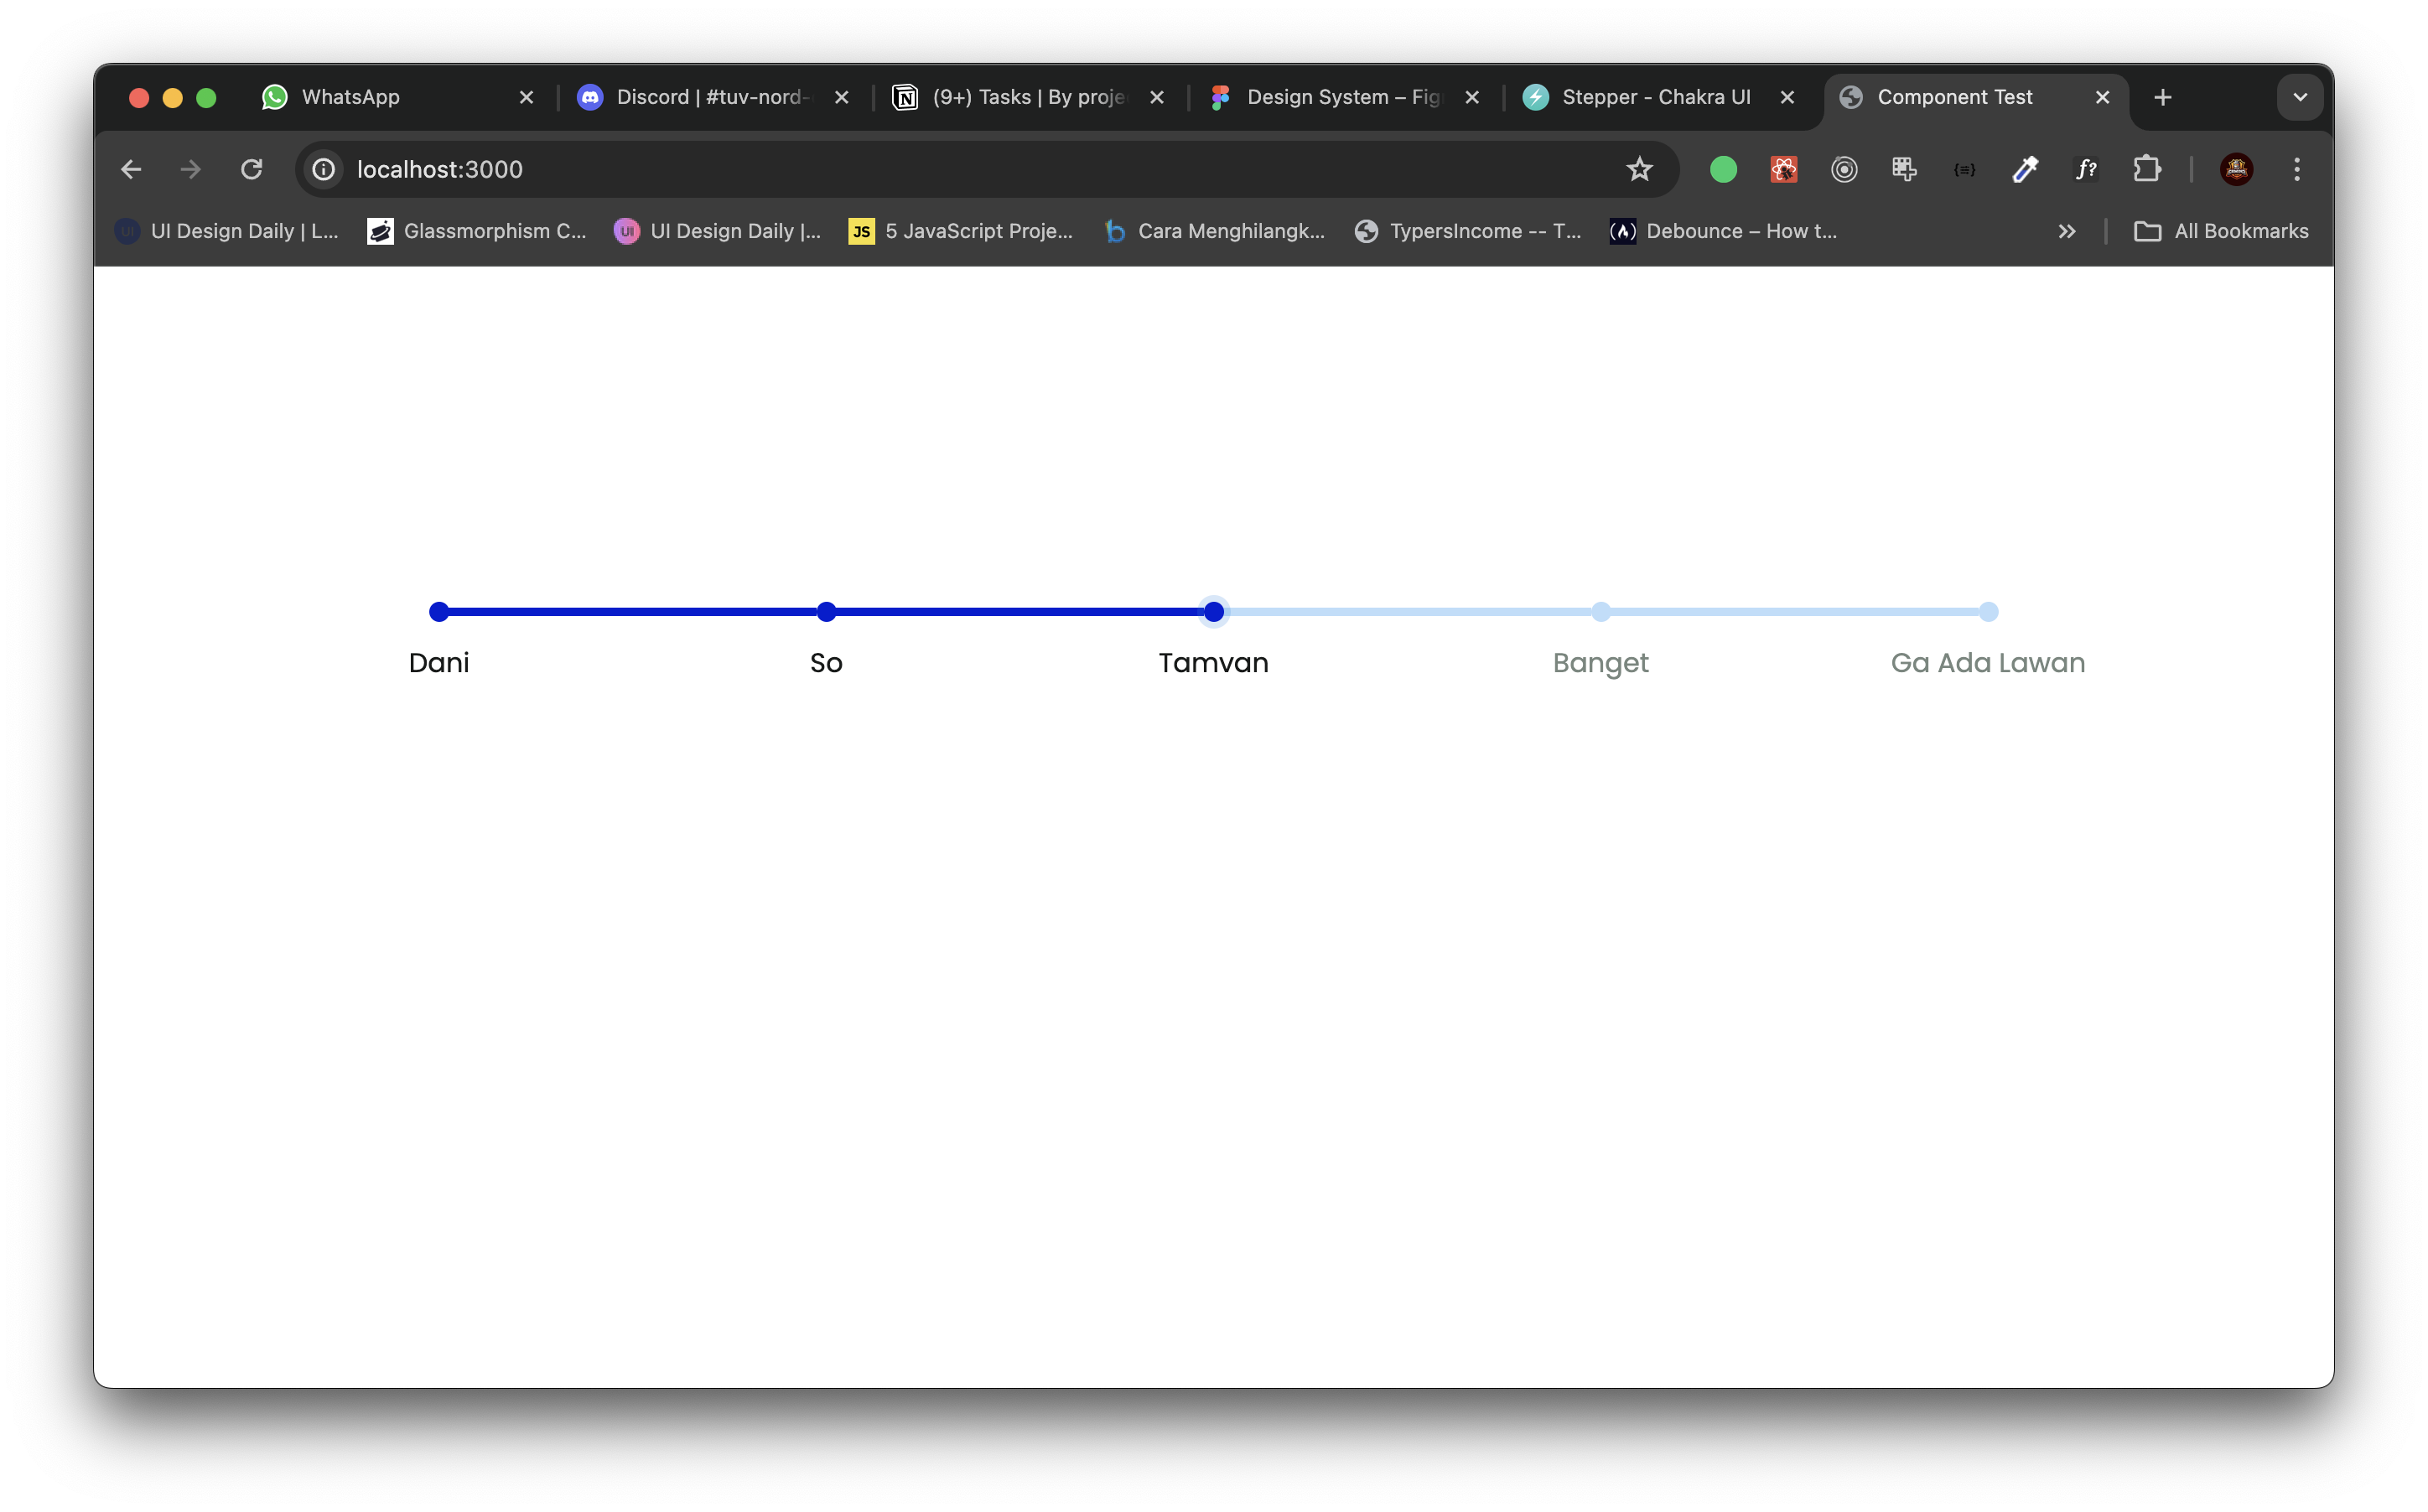 WhatsApp
Discord | #tuv-nord-
(9+) Tasks | By proje
Design System – Fig
Stepper - Chakra UI
Component Test
localhost:3000
f?
UI Design Daily | L...
Glassmorphism C...
UI UI Design Daily |...
JS 5 JavaScript Proje...
Cara Menghilangk...
TypersIncome -- T...
Debounce – How t...
All Bookmarks
Dani
So
Tamvan
Banget
Ga Ada Lawan